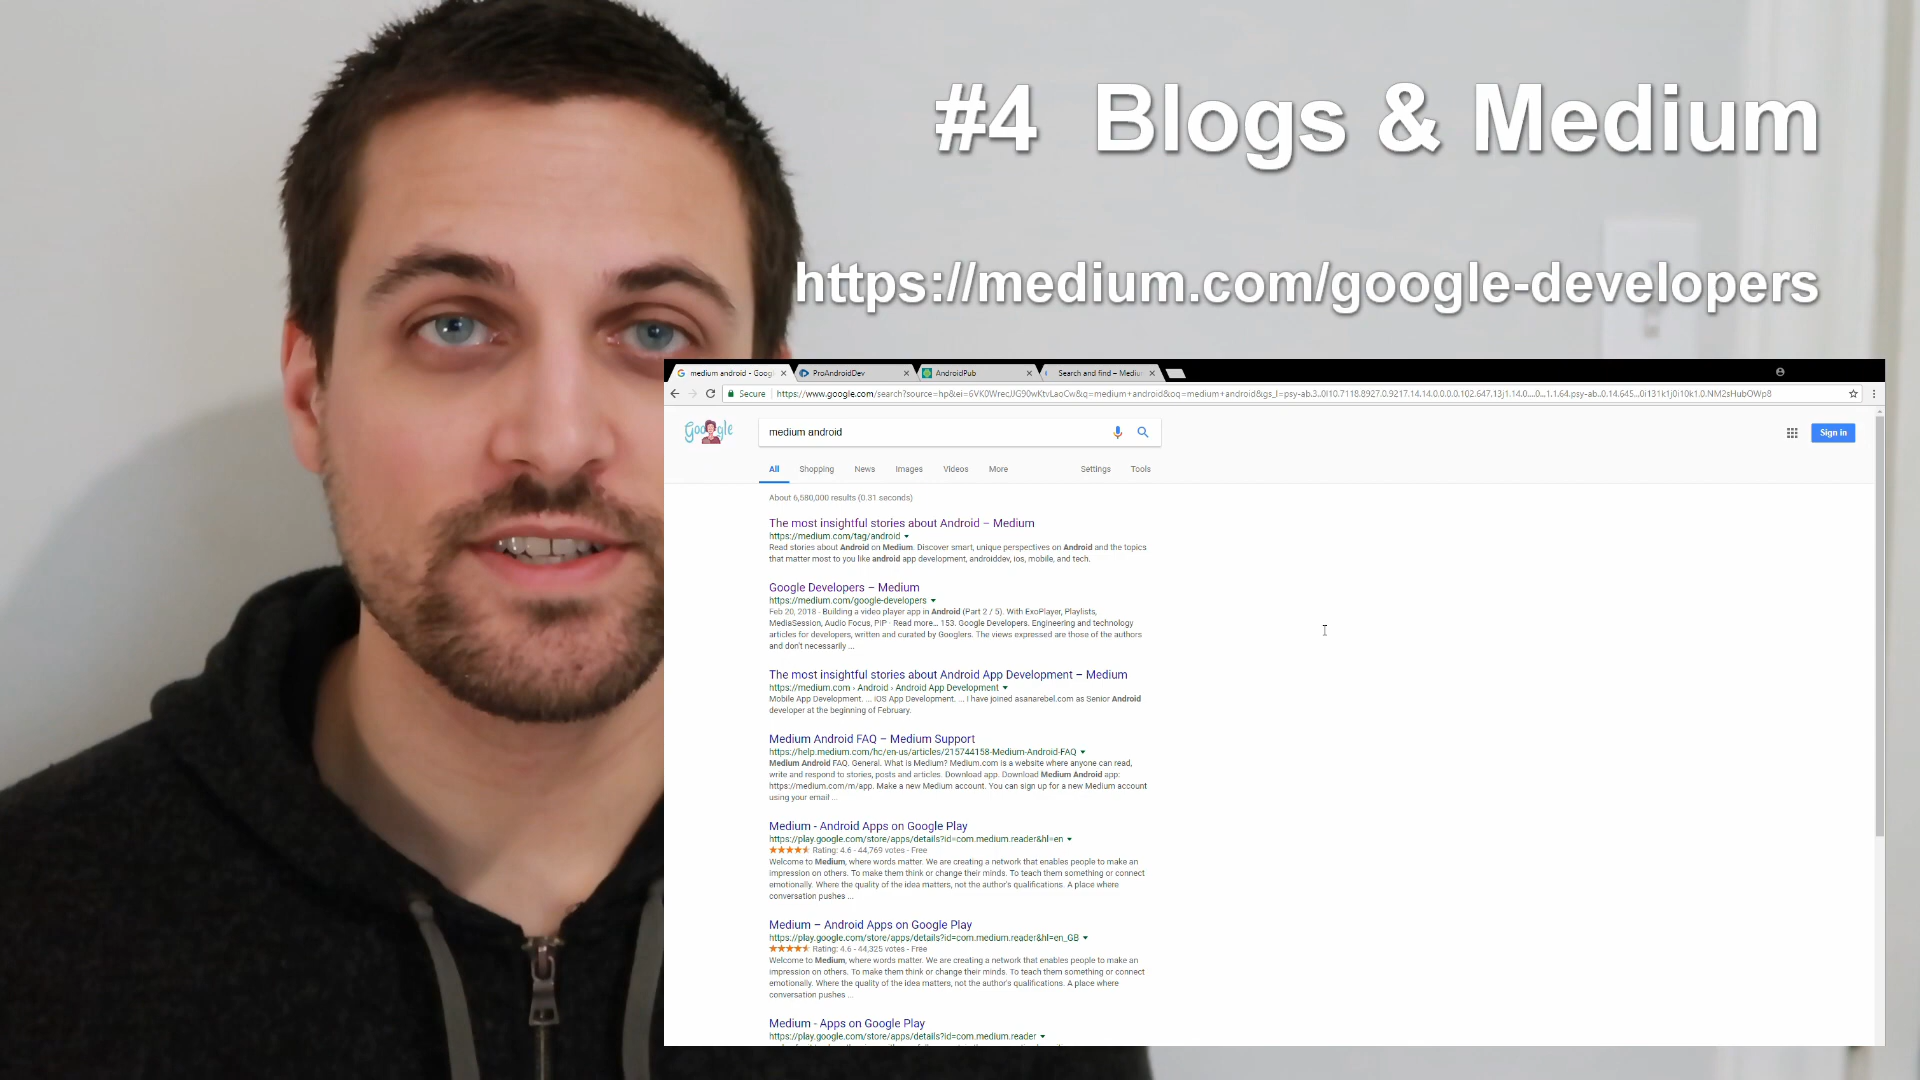 #4 Blogs & Medium
https://medium.com/google-developers
medium android - Goog
ProAndroidDev
AndroidPub
Search and find – Mediu
Secure
Google
medium android
Sign in
All
Shopping
News
Images
Videos
More
Settings
Tools
About 6,580,000 results (0.31 seconds)
The most insightful stories about Android – Medium
https://medium.com/tag/android
Read stories about Android on Medium. Discover smart, unique perspectives on Android and the topics
that matter most to you like android app development, androiddev, ios, mobile, and tech.
Google Developers – Medium
https://medium.com/google-developers
Feb 20, 2018 - Building a video player app in Android (Part 2 / 5). With ExoPlayer, Playlists,
MediaSession, Audio Focus, PIP · Read more... 153. Google Developers. Engineering and technology
articles for developers, written and curated by Googlers. The views expressed are those of the authors
and don't necessarily ...
The most insightful stories about Android App Development – Medium
https://medium.com › Android › Android App Development
Mobile App Development. ... iOS App Development. ... I have joined asanarebel.com as Senior Android
developer at the beginning of February.
Medium Android FAQ – Medium Support
https://help.medium.com/hc/en-us/articles/215744158-Medium-Android-FAQ
Medium Android FAQ. General. What is Medium? Medium.com is a website where anyone can read,
write and respond to stories, posts and articles. Download app. Download Medium Android app:
https://medium.com/m/app. Make a new Medium account. You can sign up for a new Medium account
using your email ...
Medium - Android Apps on Google Play
https://play.google.com/store/apps/details?id=com.medium.reader&hl=en
Rating: 4.6 - 44,769 votes - Free
Welcome to Medium, where words matter. We are creating a network that enables people to make an
impression on others. To make them think or change their minds. To teach them something or connect
emotionally. Where the quality of the idea matters, not the author's qualifications. A place where
conversation pushes ...
Medium – Android Apps on Google Play
https://play.google.com/store/apps/details?id=com.medium.reader&hl=en_GB
Rating: 4.6 - 44,325 votes - Free
Welcome to Medium, where words matter. We are creating a network that enables people to make an
impression on others. To make them think or change their minds. To teach them something or connect
emotionally. Where the quality of the idea matters, not the author's qualifications. A place where
conversation pushes ...
Medium - Apps on Google Play
https://play.google.com/store/apps/details?id=com.medium.reader